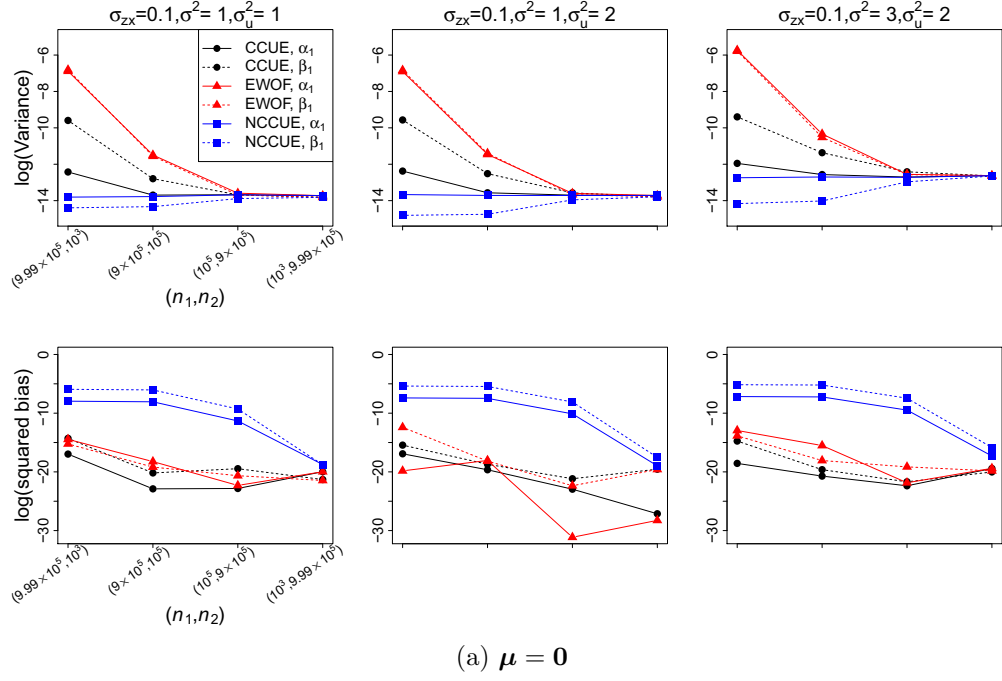 σzx=0.1,σ²= 1,σ²u= 1
σzx=0.1,σ²= 1,σ²u= 2
σzx=0.1,σ²= 3,σ²u= 2
log(Variance)
−6
−8
−10
−14
CCUE, α₁
CCUE, β₁
EWOF, α₁
EWOF, β₁
NCCUE, α₁
NCCUE, β₁
−6
−8
−10
−14
−6
−8
−10
−14
(9.99×10⁵,10³)
(9×10⁵,10⁵)
(10⁵,9×10⁵)
(10³,9.99×10⁵)
(n₁,n₂)
log(squared bias)
0
−10
−20
−30
0
−10
−20
−30
0
−10
−20
−30
(9.99×10⁵,10³)
(9×10⁵,10⁵)
(10⁵,9×10⁵)
(10³,9.99×10⁵)
(n₁,n₂)
(a) μ = 0